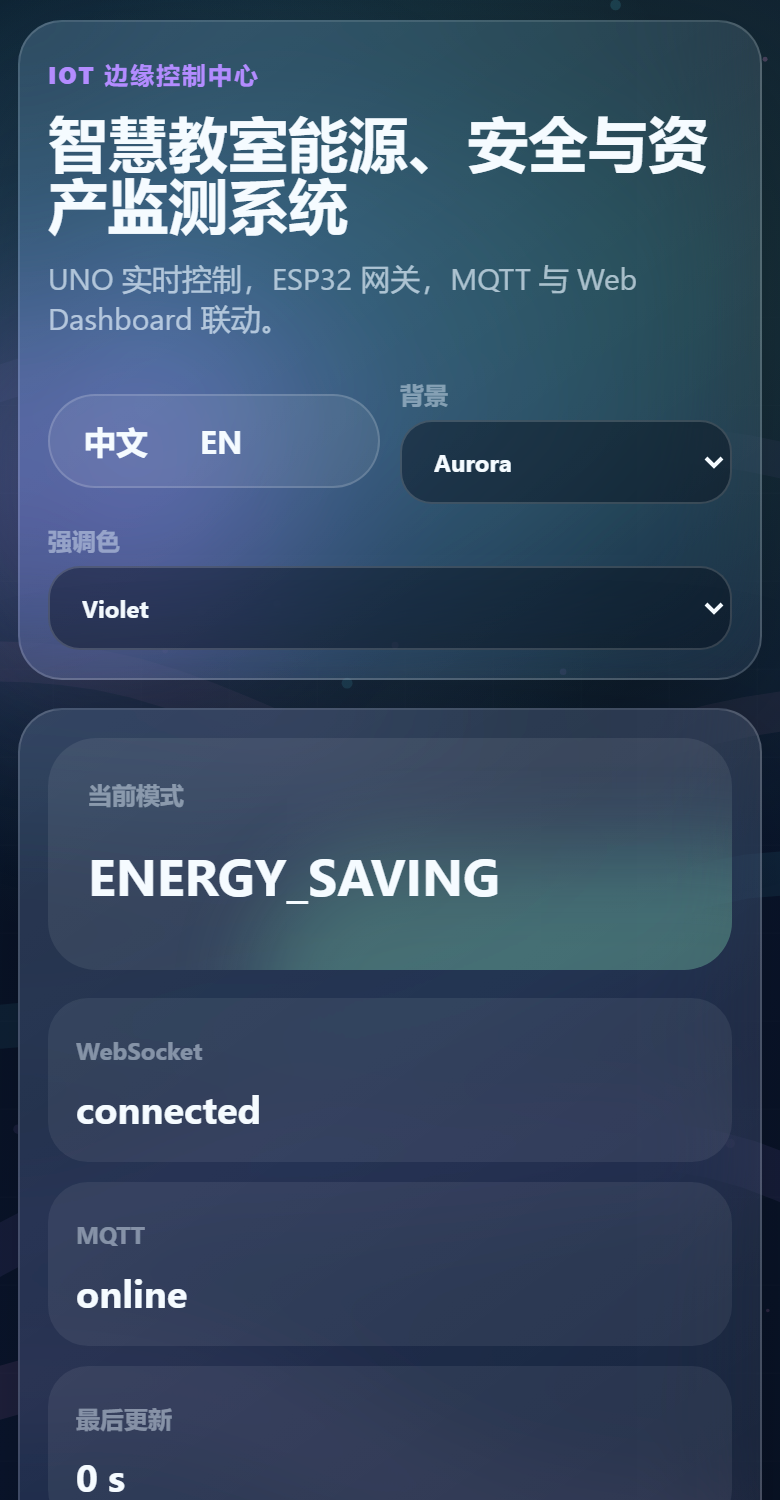 IOT 边缘控制中心
智慧教室能源、安全与资
产监测系统
UNO 实时控制，ESP32 网关，MQTT 与 Web
Dashboard 联动。
中文 EN
背景
Aurora
强调色
Violet
当前模式
ENERGY_SAVING
WebSocket
connected
MQTT
online
最后更新
0 s